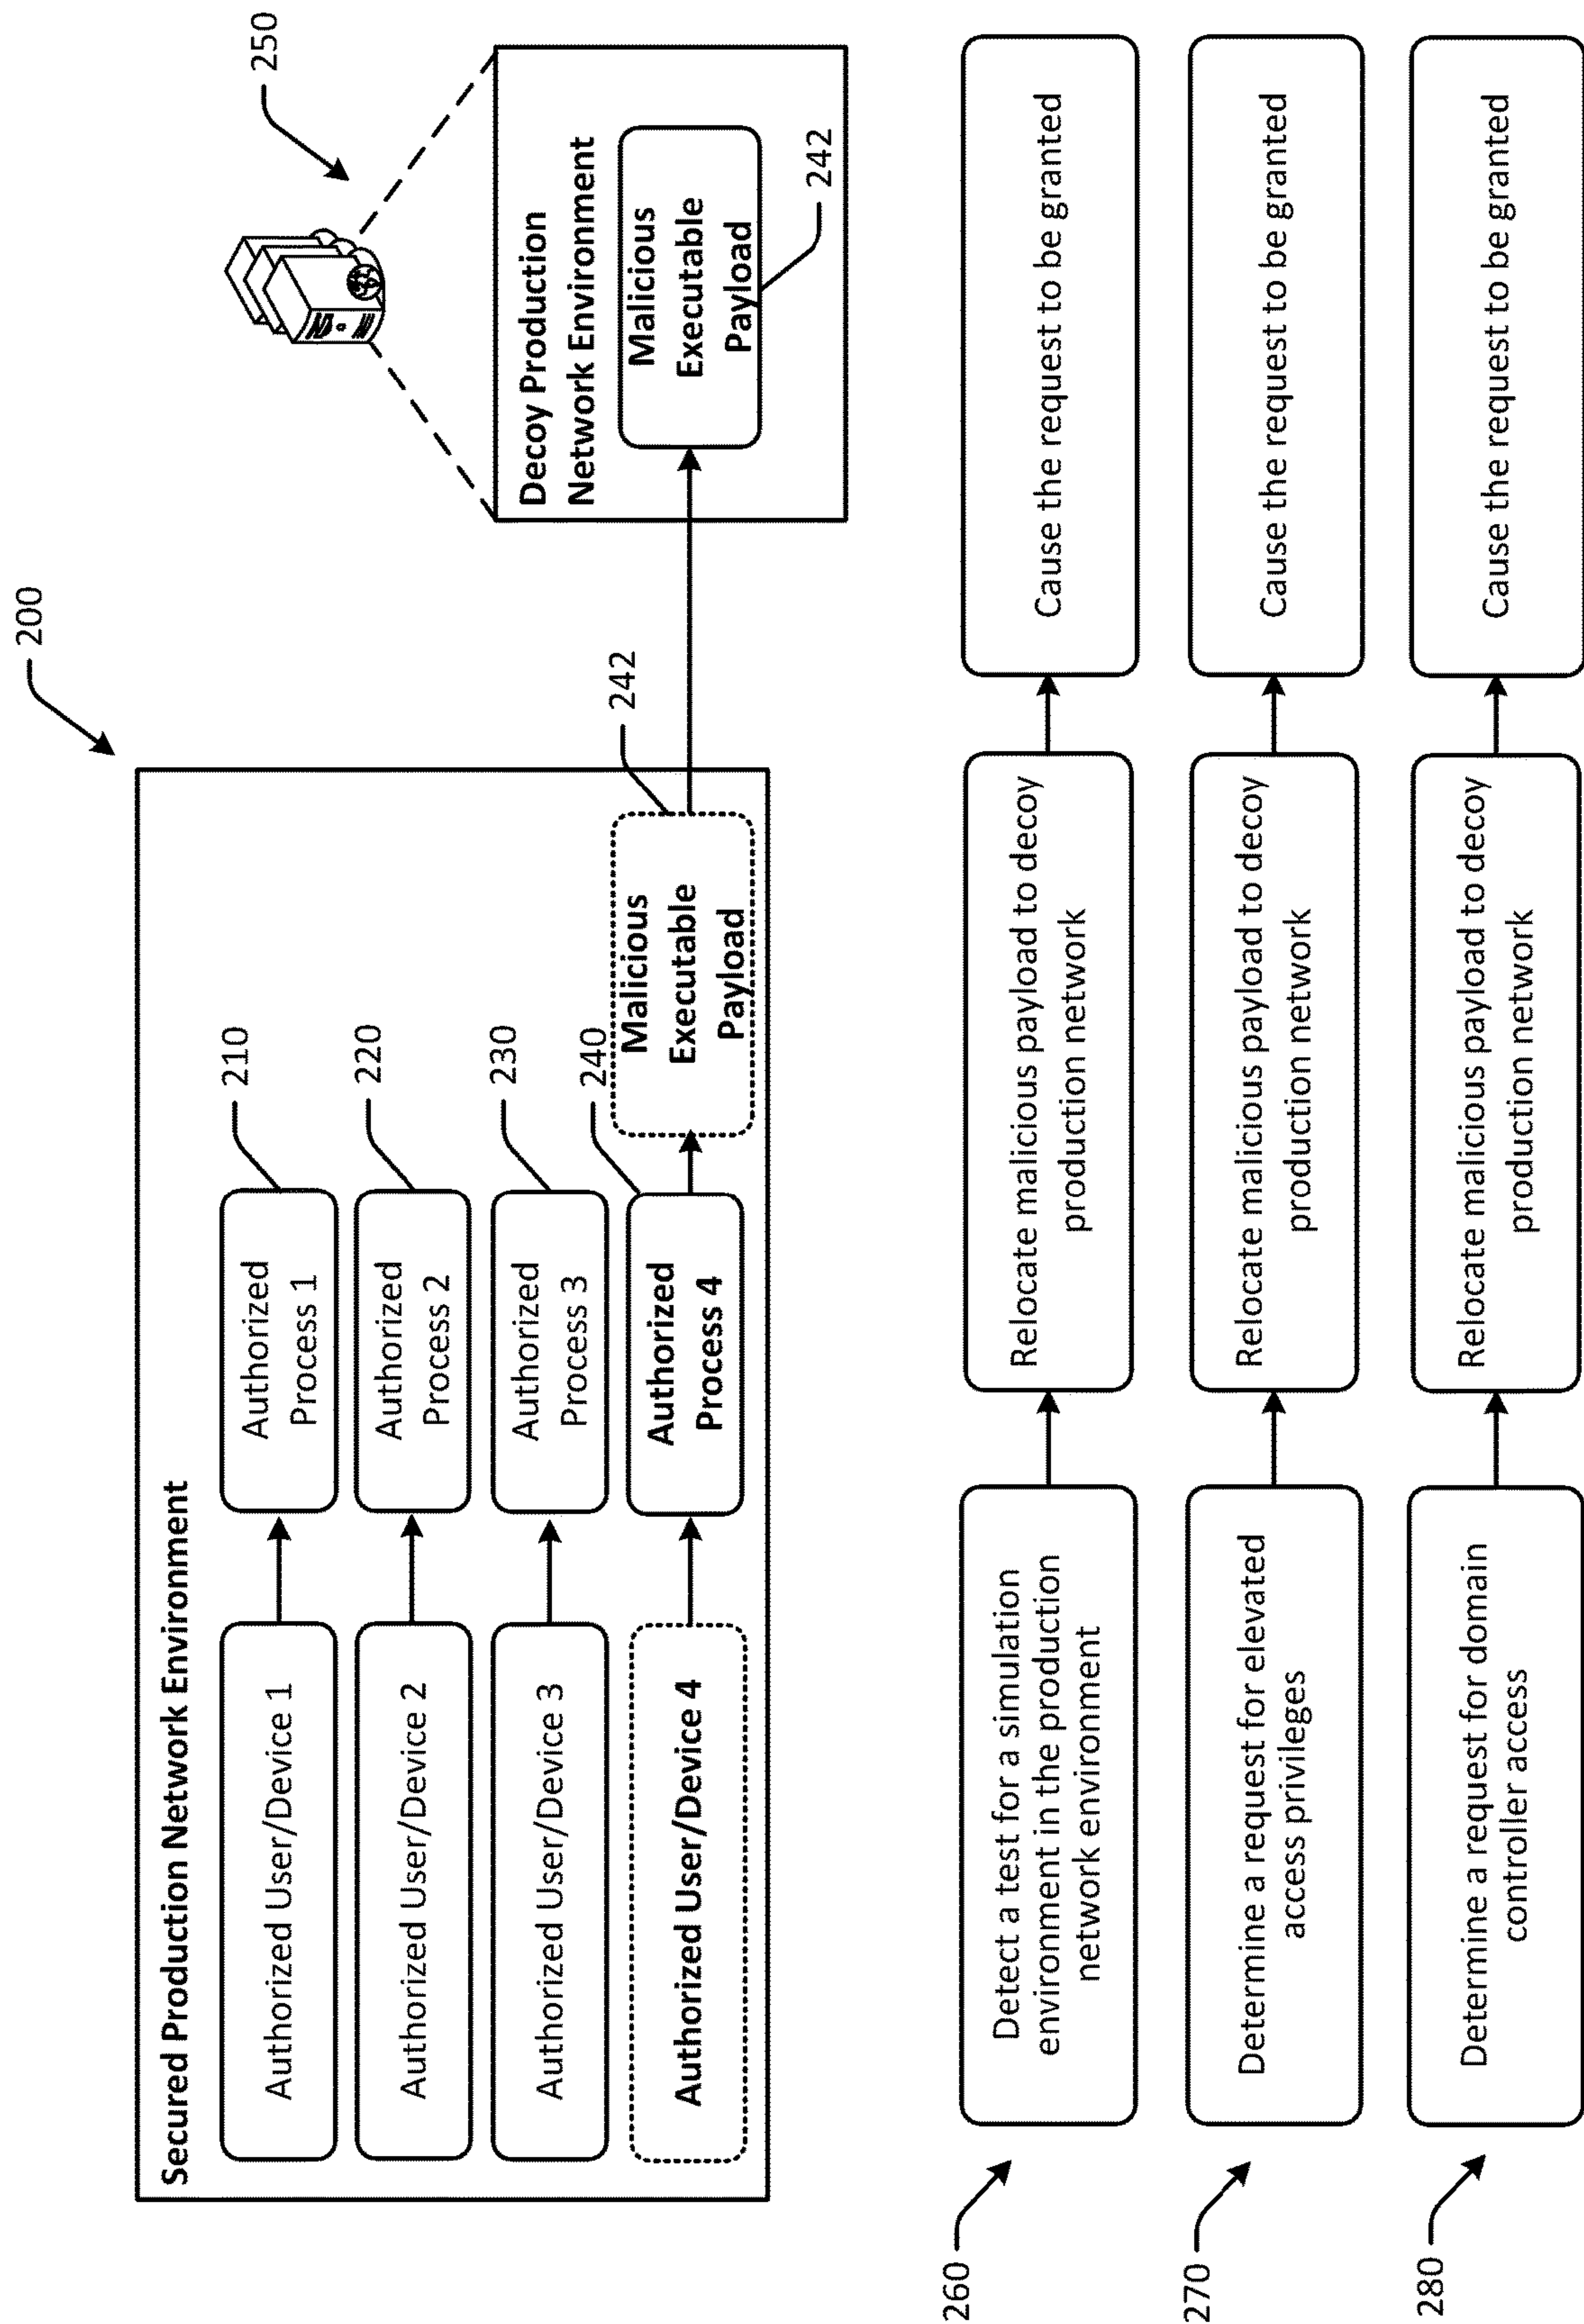 200
250
Secured Production Network Environment
Authorized User/Device 1
Authorized
Process 1
210
Authorized User/Device 2
Authorized
Process 2
220
Authorized User/Device 3
Authorized
Process 3
230
Authorized User/Device 4
Authorized
Process 4
240
Malicious
Executable
Payload
242
Decoy Production
Network Environment
Malicious
Executable
Payload
242
260
Detect a test for a simulation
environment in the production
network environment
Relocate malicious payload to decoy
production network
Cause the request to be granted
270
Determine a request for elevated
access privileges
Relocate malicious payload to decoy
production network
Cause the request to be granted
280
Determine a request for domain
controller access
Relocate malicious payload to decoy
production network
Cause the request to be granted